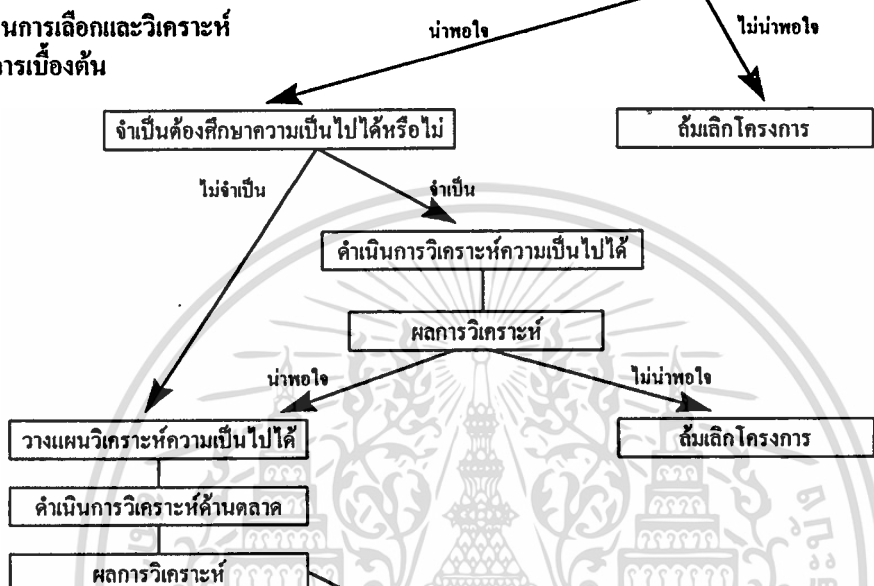 นการเลือกและวิเคราะห์
การเบื้องต้น
น่าพอใจ
ไม่น่าพอใจ
จำเป็นต้องศึกษาความเป็นไปได้หรือไม่
ล้มเลิกโครงการ
ไม่จำเป็น
จำเป็น
ดำเนินการวิเคราะห์ความเป็นไปได้
ผลการวิเคราะห์
น่าพอใจ
ไม่น่าพอใจ
วางแผนวิเคราะห์ความเป็นไปได้
ล้มเลิกโครงการ
ดำเนินการวิเคราะห์ด้านตลาด
ผลการวิเคราะห์